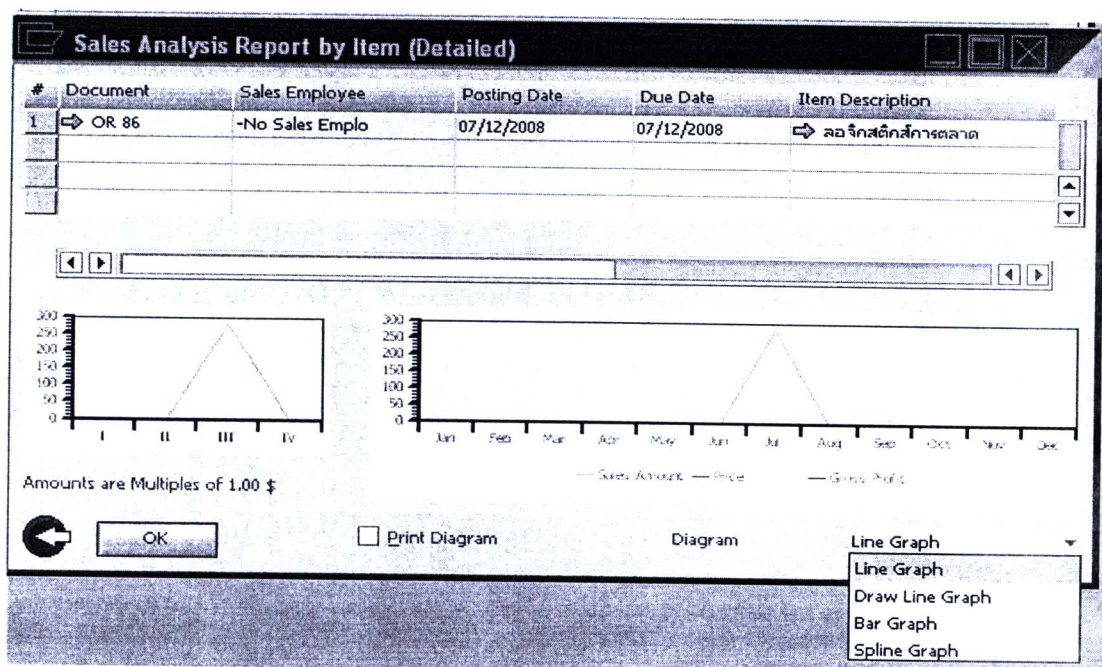 Sales Analysis Report by Item (Detailed)
# Document Sales Employee Posting Date Due Date Item Description
1 OR 86 -No Sales Emplo 07/12/2008 07/12/2008 ลอจิกสติกส์การตลาด
300 300
250 250
200 200
150 150
100 100
50 50
0 0
I II III IV Jan Feb Mar Apr May Jun Jul Aug Sep Oct Nov Dec
Sales Amount Price Gross Profit
Amounts are Multiples of 1.00 $
OK Print Diagram Diagram Line Graph
Line Graph
Draw Line Graph
Bar Graph
Spline Graph